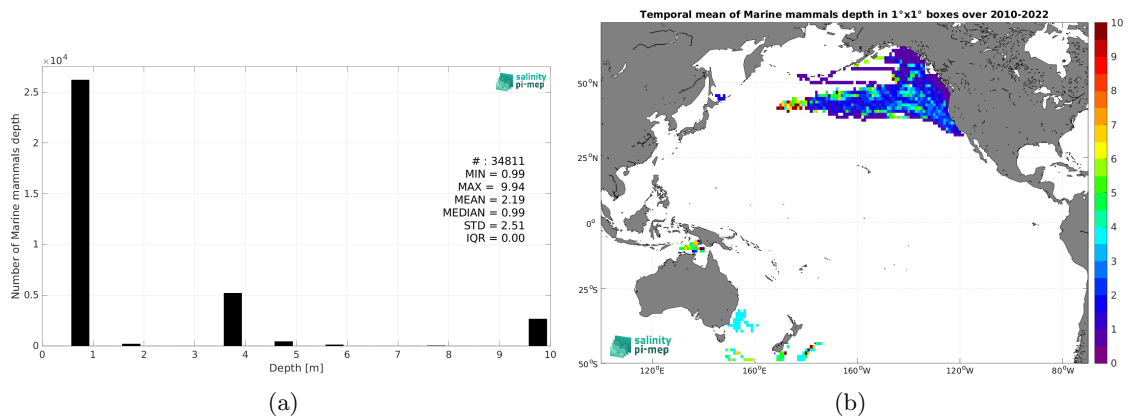 ×10⁴
2.5
2
1.5
1
0.5
0
Number of Marine mammals depth
salinity
pi-mep
# : 34811
MIN = 0.99
MAX = 9.94
MEAN = 2.19
MEDIAN = 0.99
STD = 2.51
IQR = 0.00
0 1 2 3 4 5 6 7 8 9 10
Depth [m]
(a)
Temporal mean of Marine mammals depth in 1°x1° boxes over 2010-2022
50°N
25°N
0°
25°S
50°S
120°E 160°E 160°W 120°W 80°W
salinity
pi-mep
10
9
8
7
6
5
4
3
2
1
0
(b)